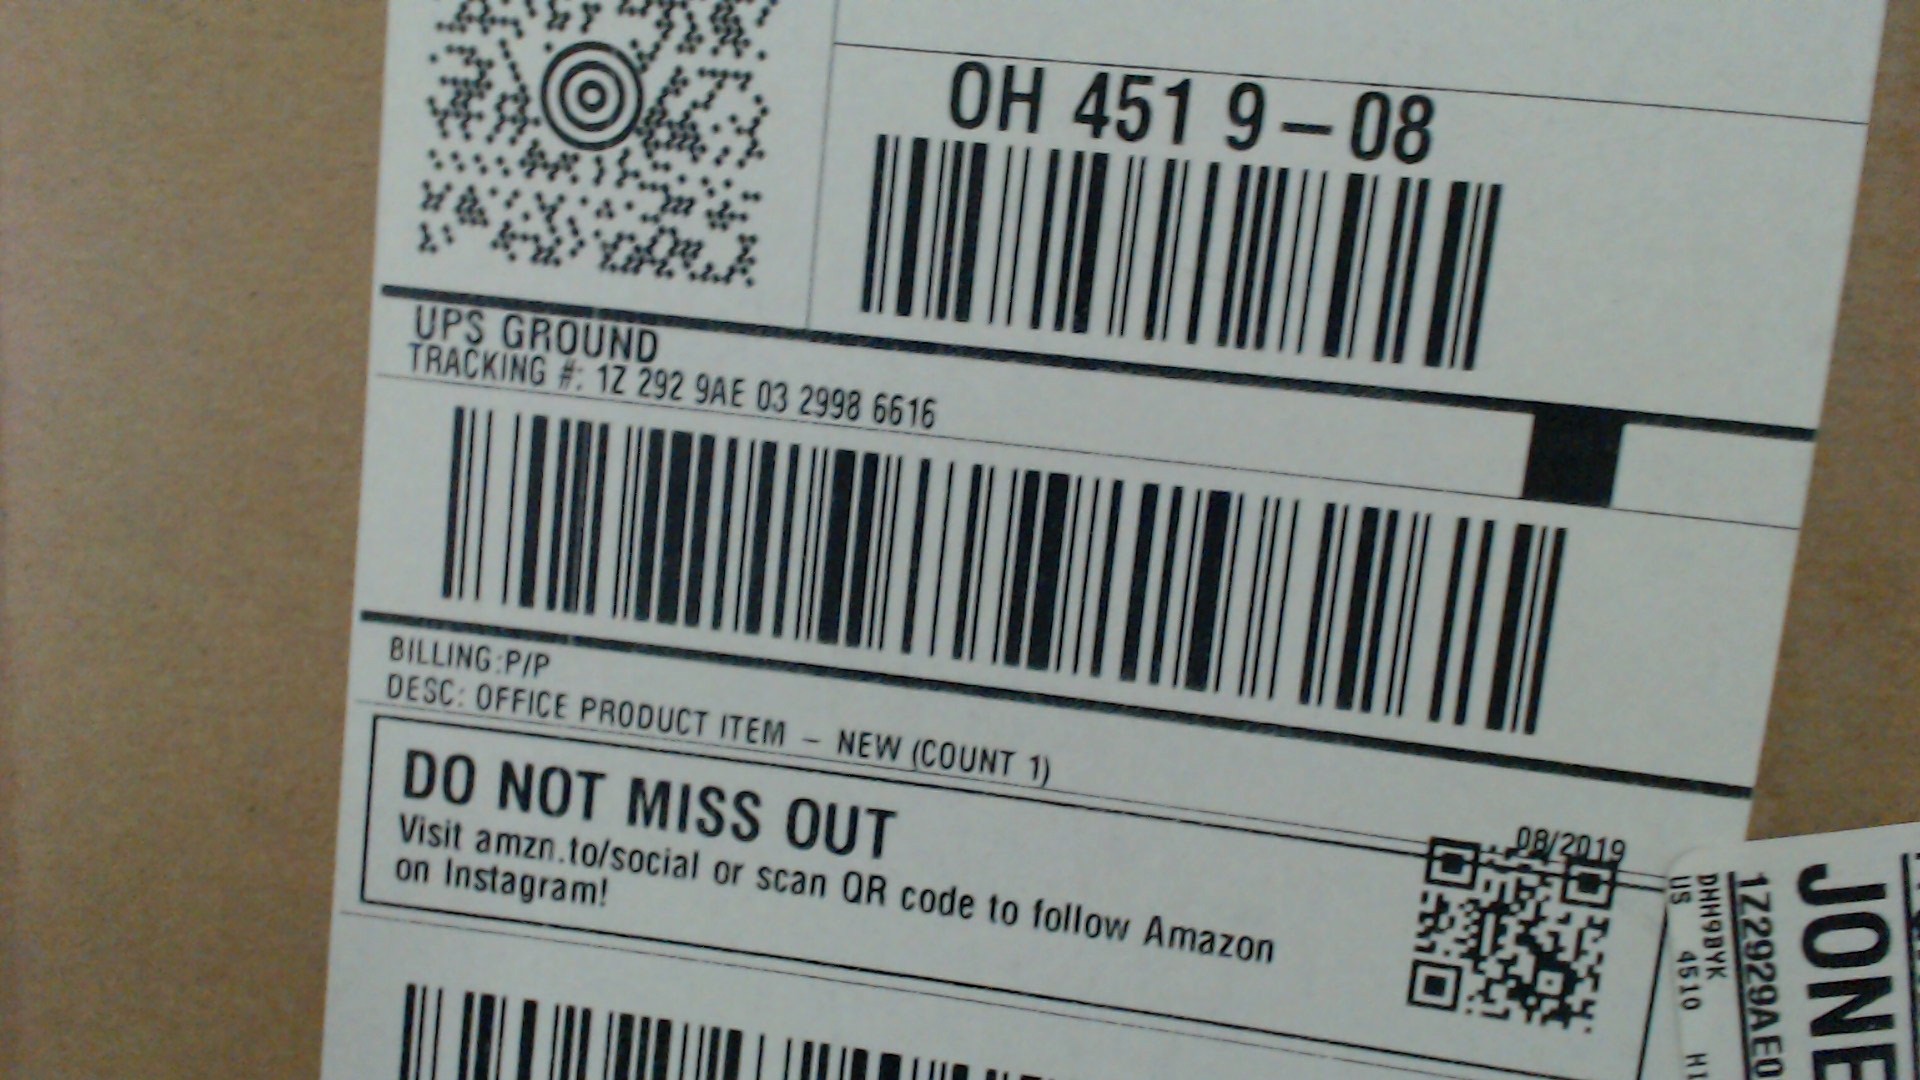 OH 451 9-08
UPS GROUND
TRACKING #: 1Z 292 9AE 03 2998 6616
BILLING:P/P
DESC: OFFICE PRODUCT ITEM - NEW (COUNT 1)
DO NOT MISS OUT
Visit amzn.to/social or scan QR code to follow Amazon
on Instagram!
08/2019
JONE
1Z2929AE0
DHH9BYK
US 4510 H1